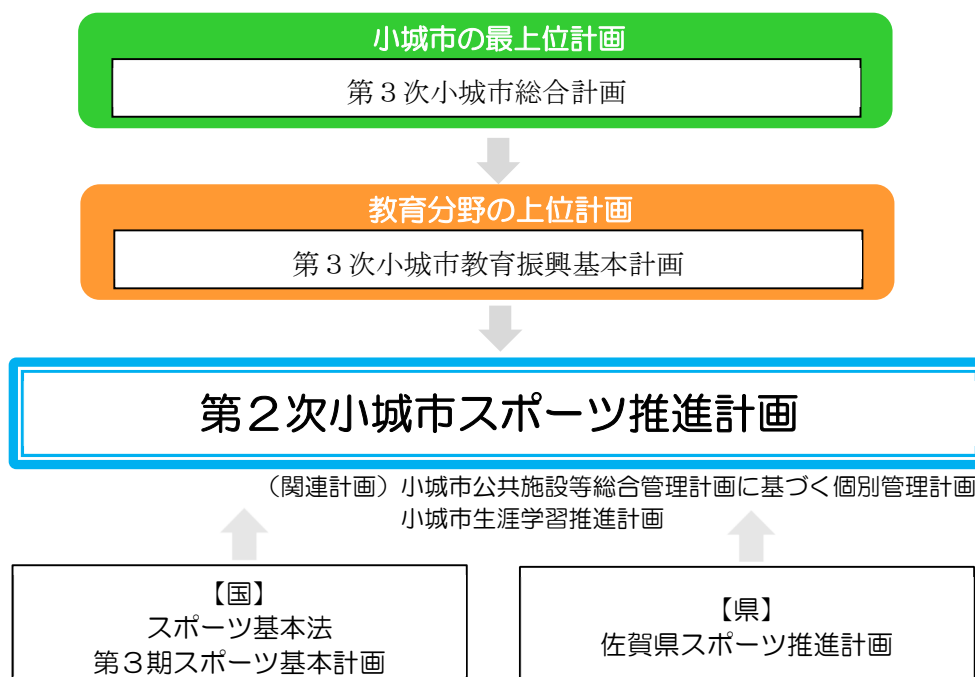 小城市の最上位計画
第３次小城市総合計画
教育分野の上位計画
第３次小城市教育振興基本計画
第２次小城市スポーツ推進計画
（関連計画）小城市公共施設等総合管理計画に基づく個別管理計画
小城市生涯学習推進計画
【国】
スポーツ基本法
第３期スポーツ基本計画
【県】
佐賀県スポーツ推進計画